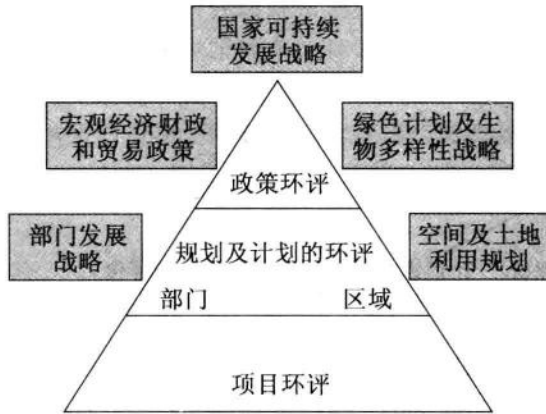 国家可持续
发展战略
宏观经济财政
和贸易政策
绿色计划及生
物多样性战略
政策环评
部门发展
战略
规划及计划的环评
空间及土地
利用规划
部门
区域
项目环评